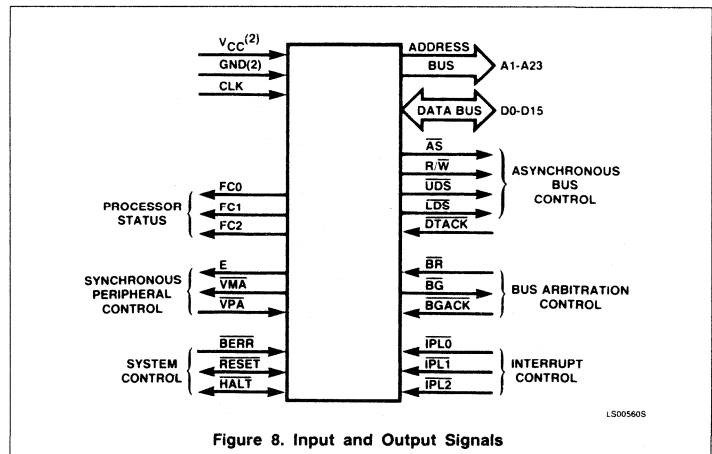 VCC(2)
GND(2)
CLK
ADDRESS
BUS
A1-A23
DATA BUS
D0-D15
AS
R/W
UDS
LDS
DTACK
ASYNCHRONOUS
BUS
CONTROL
PROCESSOR
STATUS
FC0
FC1
FC2
SYNCHRONOUS
PERIPHERAL
CONTROL
E
VMA
VPA
BR
BG
BGACK
BUS ARBITRATION
CONTROL
SYSTEM
CONTROL
BERR
RESET
HALT
IPL0
IPL1
IPL2
INTERRUPT
CONTROL
LS00560S
Figure 8. Input and Output Signals